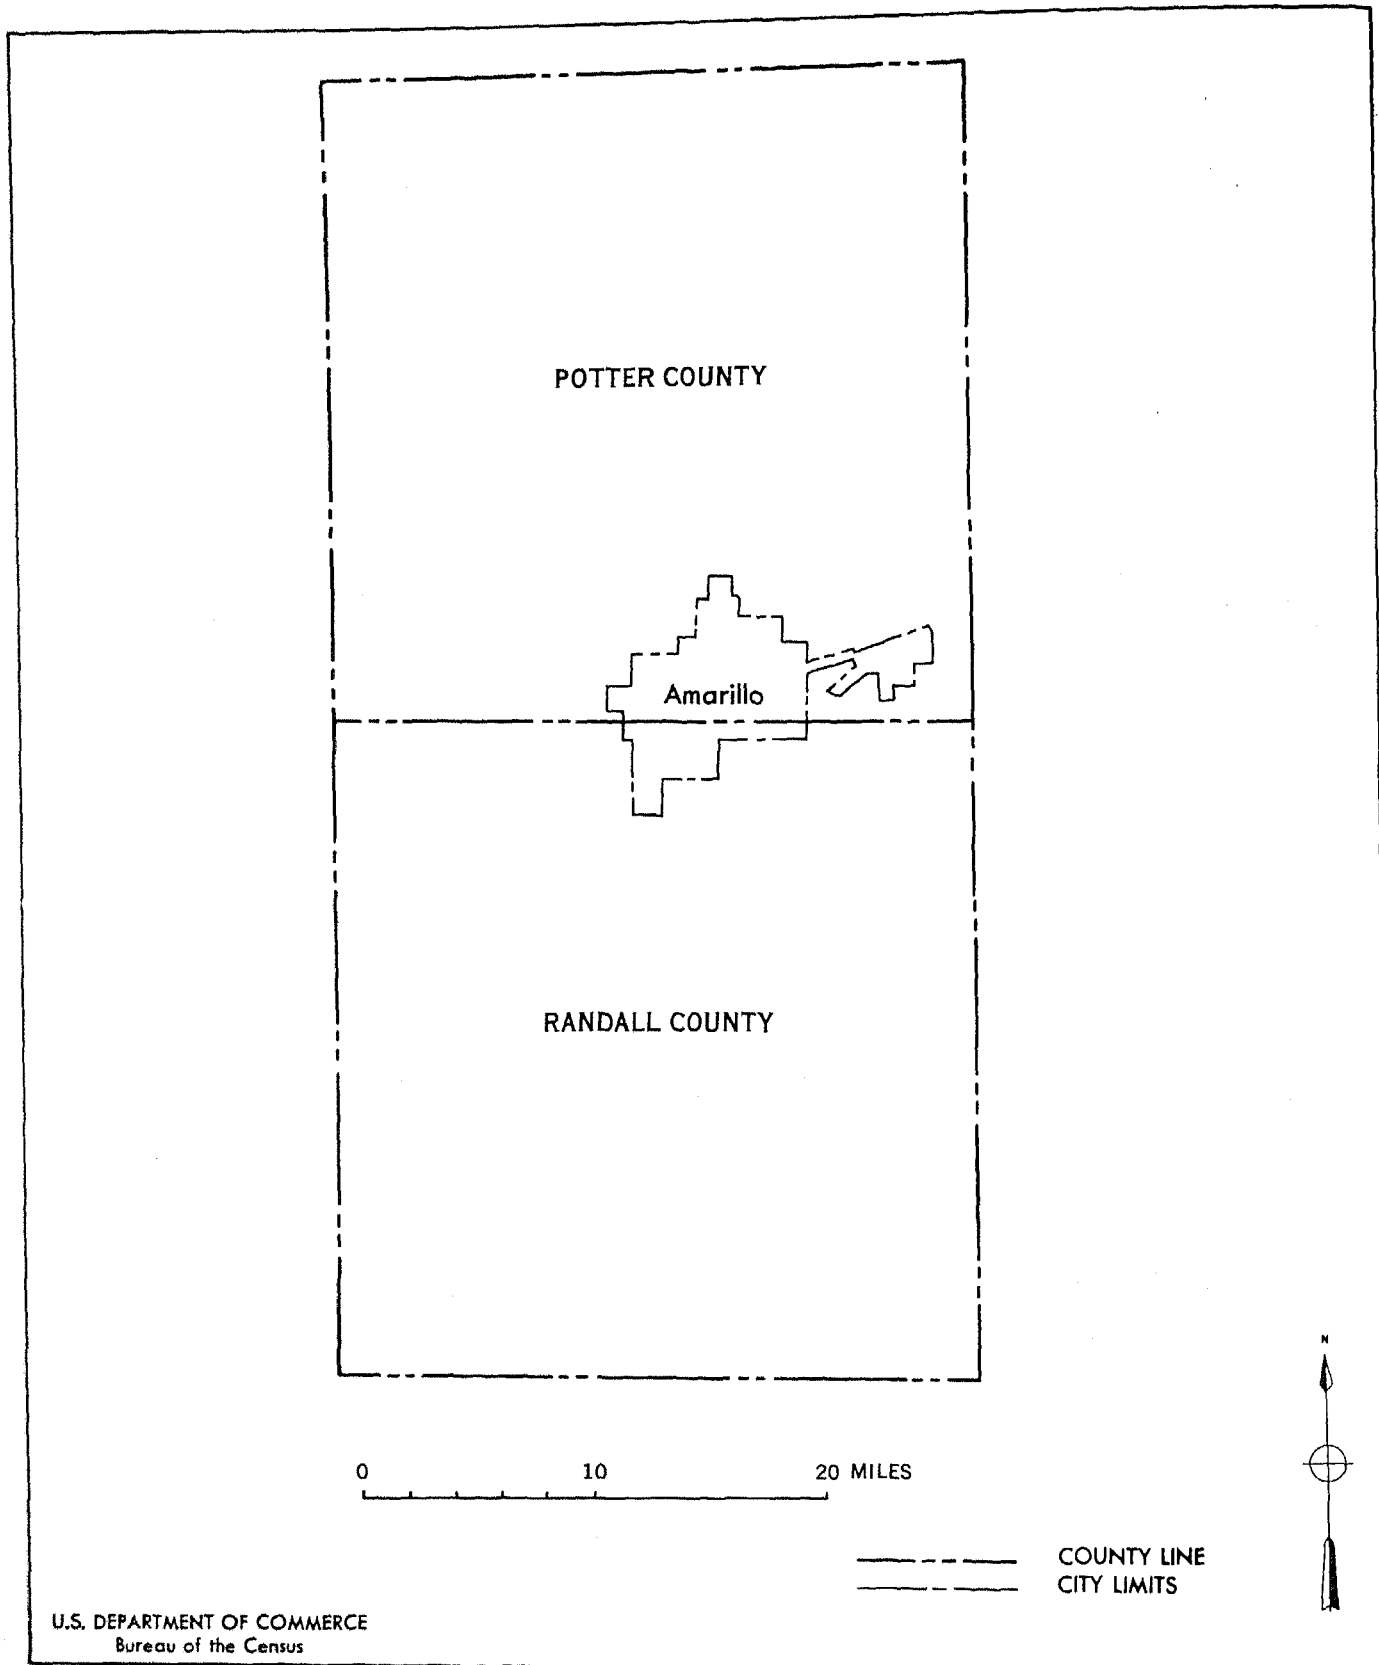 POTTER COUNTY
Amarillo
RANDALL COUNTY
N
0 10 20 MILES
COUNTY LINE
CITY LIMITS
U.S. DEPARTMENT OF COMMERCE
Bureau of the Census